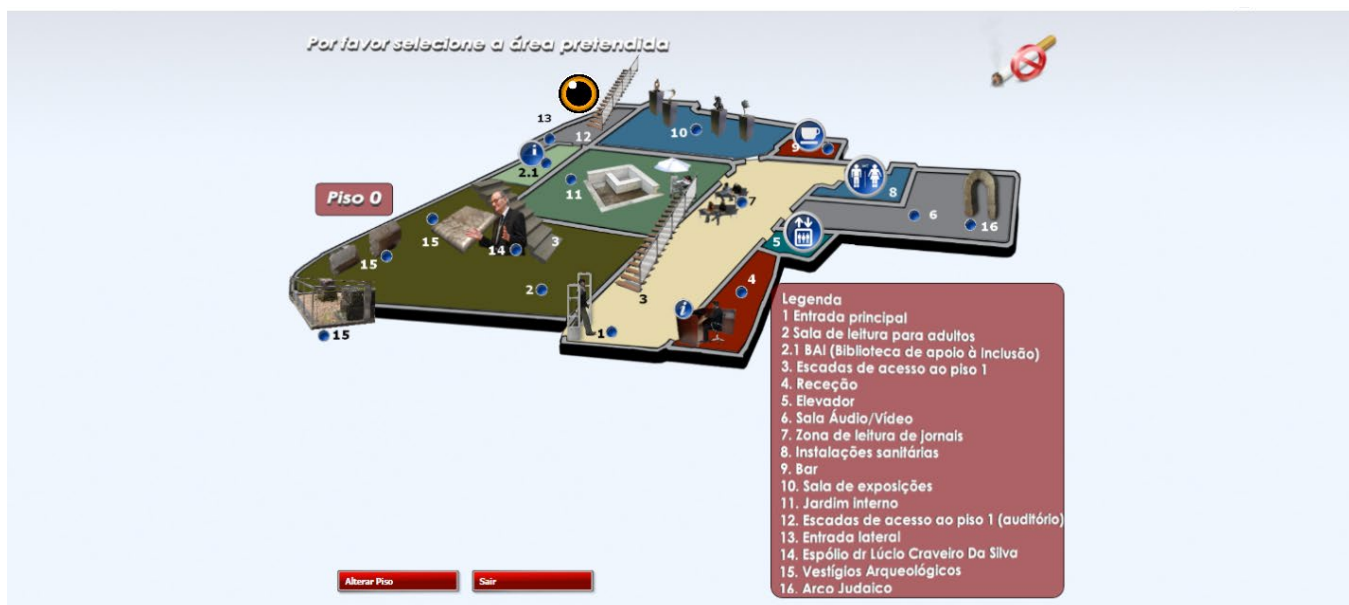 Por favor selecione a área pretendida
13
12
10
9
2.1
11
8
Piso 0
7
6
16
15
14
3
5
15
4
2
3
1
15
Legenda
1 Entrada principal
2 Sala de leitura para adultos
2.1 BAI (Biblioteca de apoio à Inclusão)
3. Escadas de acesso ao piso 1
4. Receção
5. Elevador
6. Sala Áudio/Vídeo
7. Zona de leitura de jornais
8. Instalações sanitárias
9. Bar
10. Sala de exposições
11. Jardim interno
12. Escadas de acesso ao piso 1 (auditório)
13. Entrada lateral
14. Espólio dr Lúcio Craveiro Da Silva
15. Vestígios Arqueológicos
16. Arco Judaico
Alterar Piso
Sair